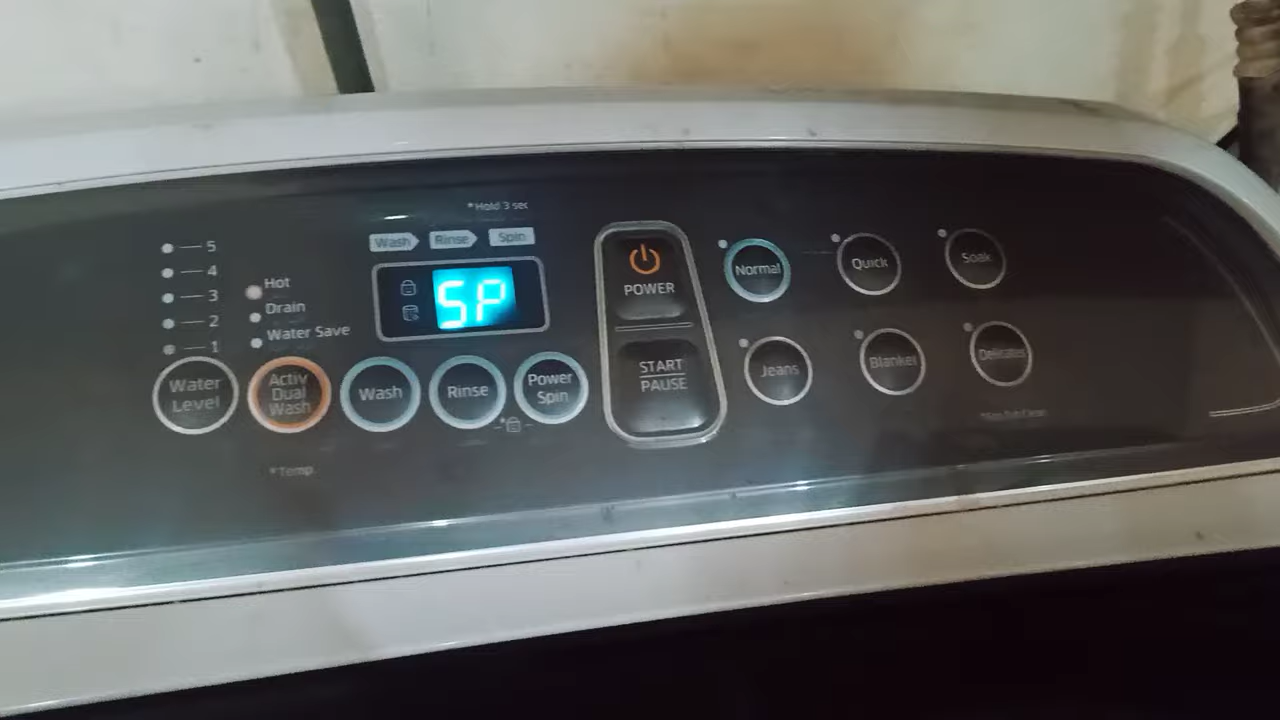 *Hold 3 sec
Wash Rinse Spin
5
4
3
2
1
Hot
Drain
Water Save
SP
Water Level
Activ Dual Wash
Wash
Rinse
Power Spin
*Temp.
POWER
START
PAUSE
Normal
Quick
Soak
Jeans
Blanket
Delicates